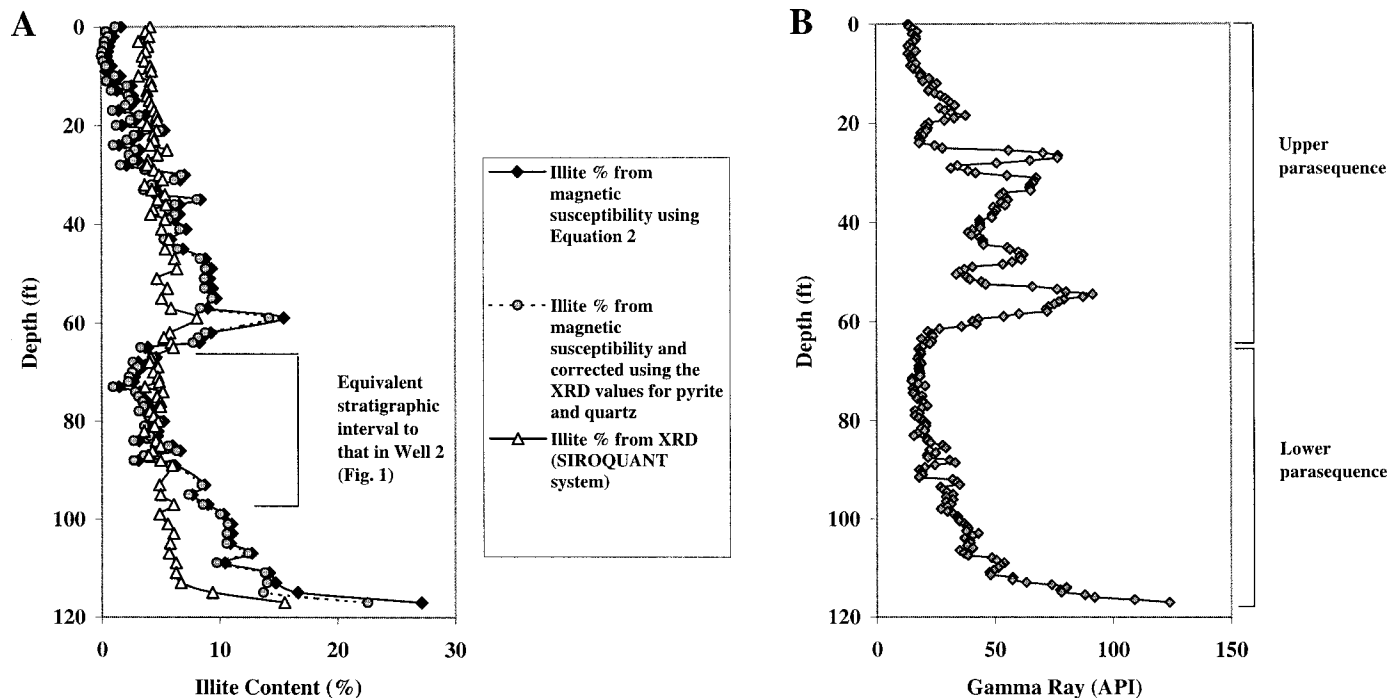 A
0
20
40
60
80
100
120
Depth (ft)
0
10
20
30
Illite Content (%)
Equivalent
stratigraphic
interval to
that in Well 2
(Fig. 1)
Illite % from
magnetic
susceptibility using
Equation 2
Illite % from
magnetic
susceptibility and
corrected using the
XRD values for pyrite
and quartz
Illite % from XRD
(SIROQUANT
system)
B
0
20
40
60
80
100
120
Depth (ft)
0
50
100
150
Gamma Ray (API)
Upper
parasequence
Lower
parasequence